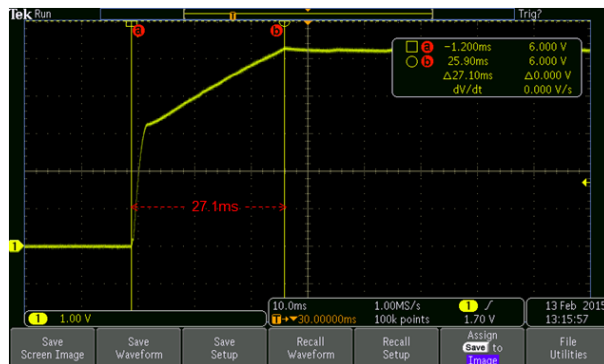 Tek Run Trig?
a b
a -1.200ms 6.000 V
b 25.90ms 6.000 V
Δ27.10ms Δ0.000 V
dV/dt 0.000 V/s
27.1ms
1
1 1.00 V
10.0ms 1.00MS/s 1
T→▼30.00000ms 100k points 1.70 V
13 Feb 2015
13:15:57
Save Screen Image
Save Waveform
Save Setup
Recall Waveform
Recall Setup
Assign Save to Image
File Utilities